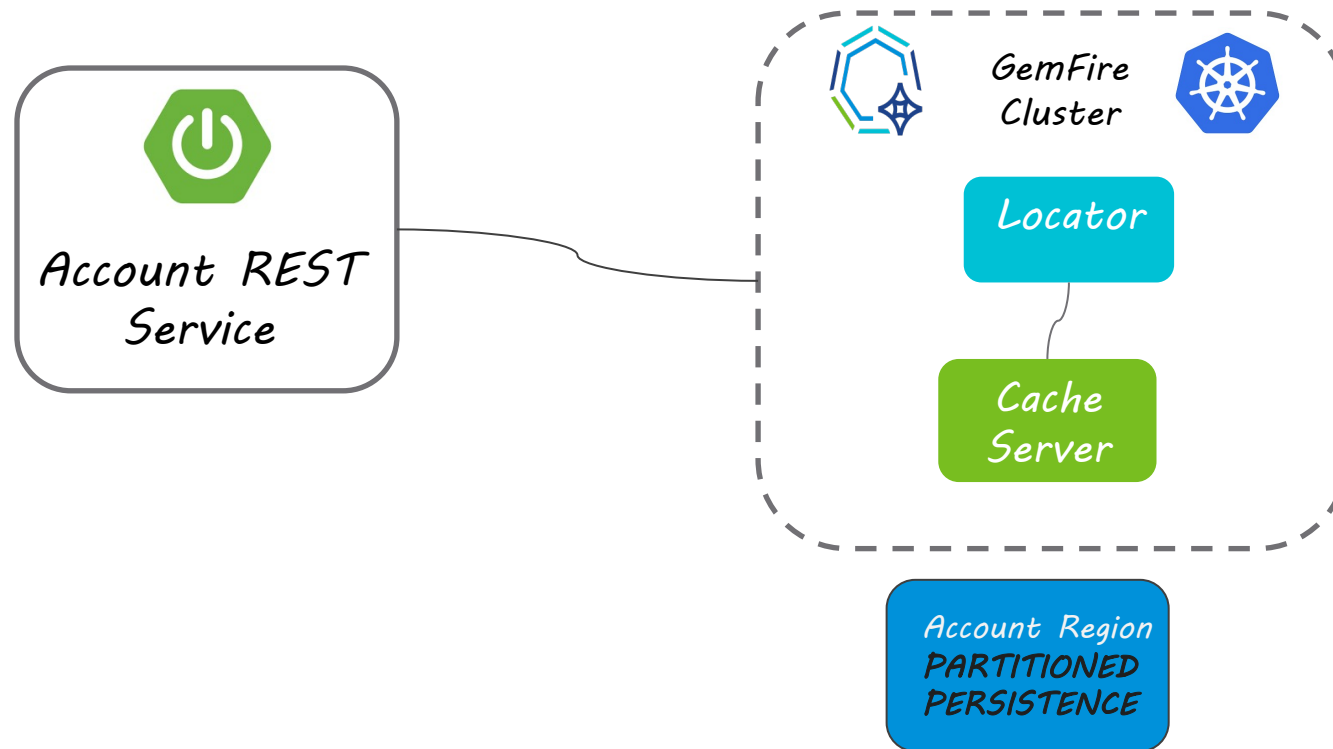 GemFire
Cluster
Locator
Account REST
Service
Cache
Server
Account Region
PARTITIONED
PERSISTENCE